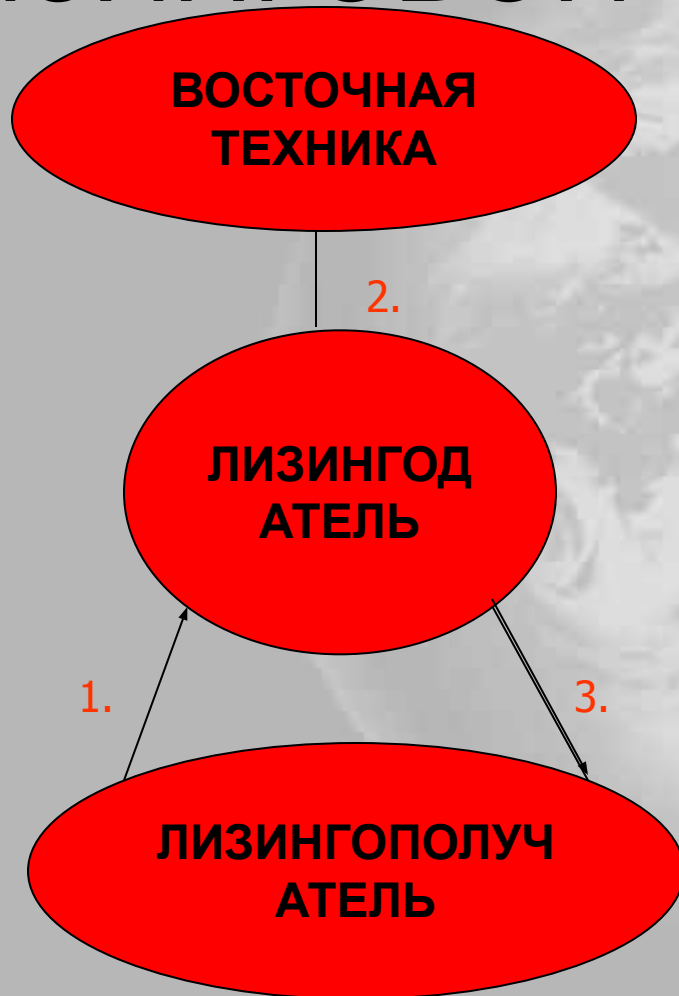 ВОСТОЧНАЯ
ТЕХНИКА
2.
ЛИЗИНГОД
АТЕЛЬ
1.
3.
ЛИЗИНГОПОЛУЧ
АТЕЛЬ